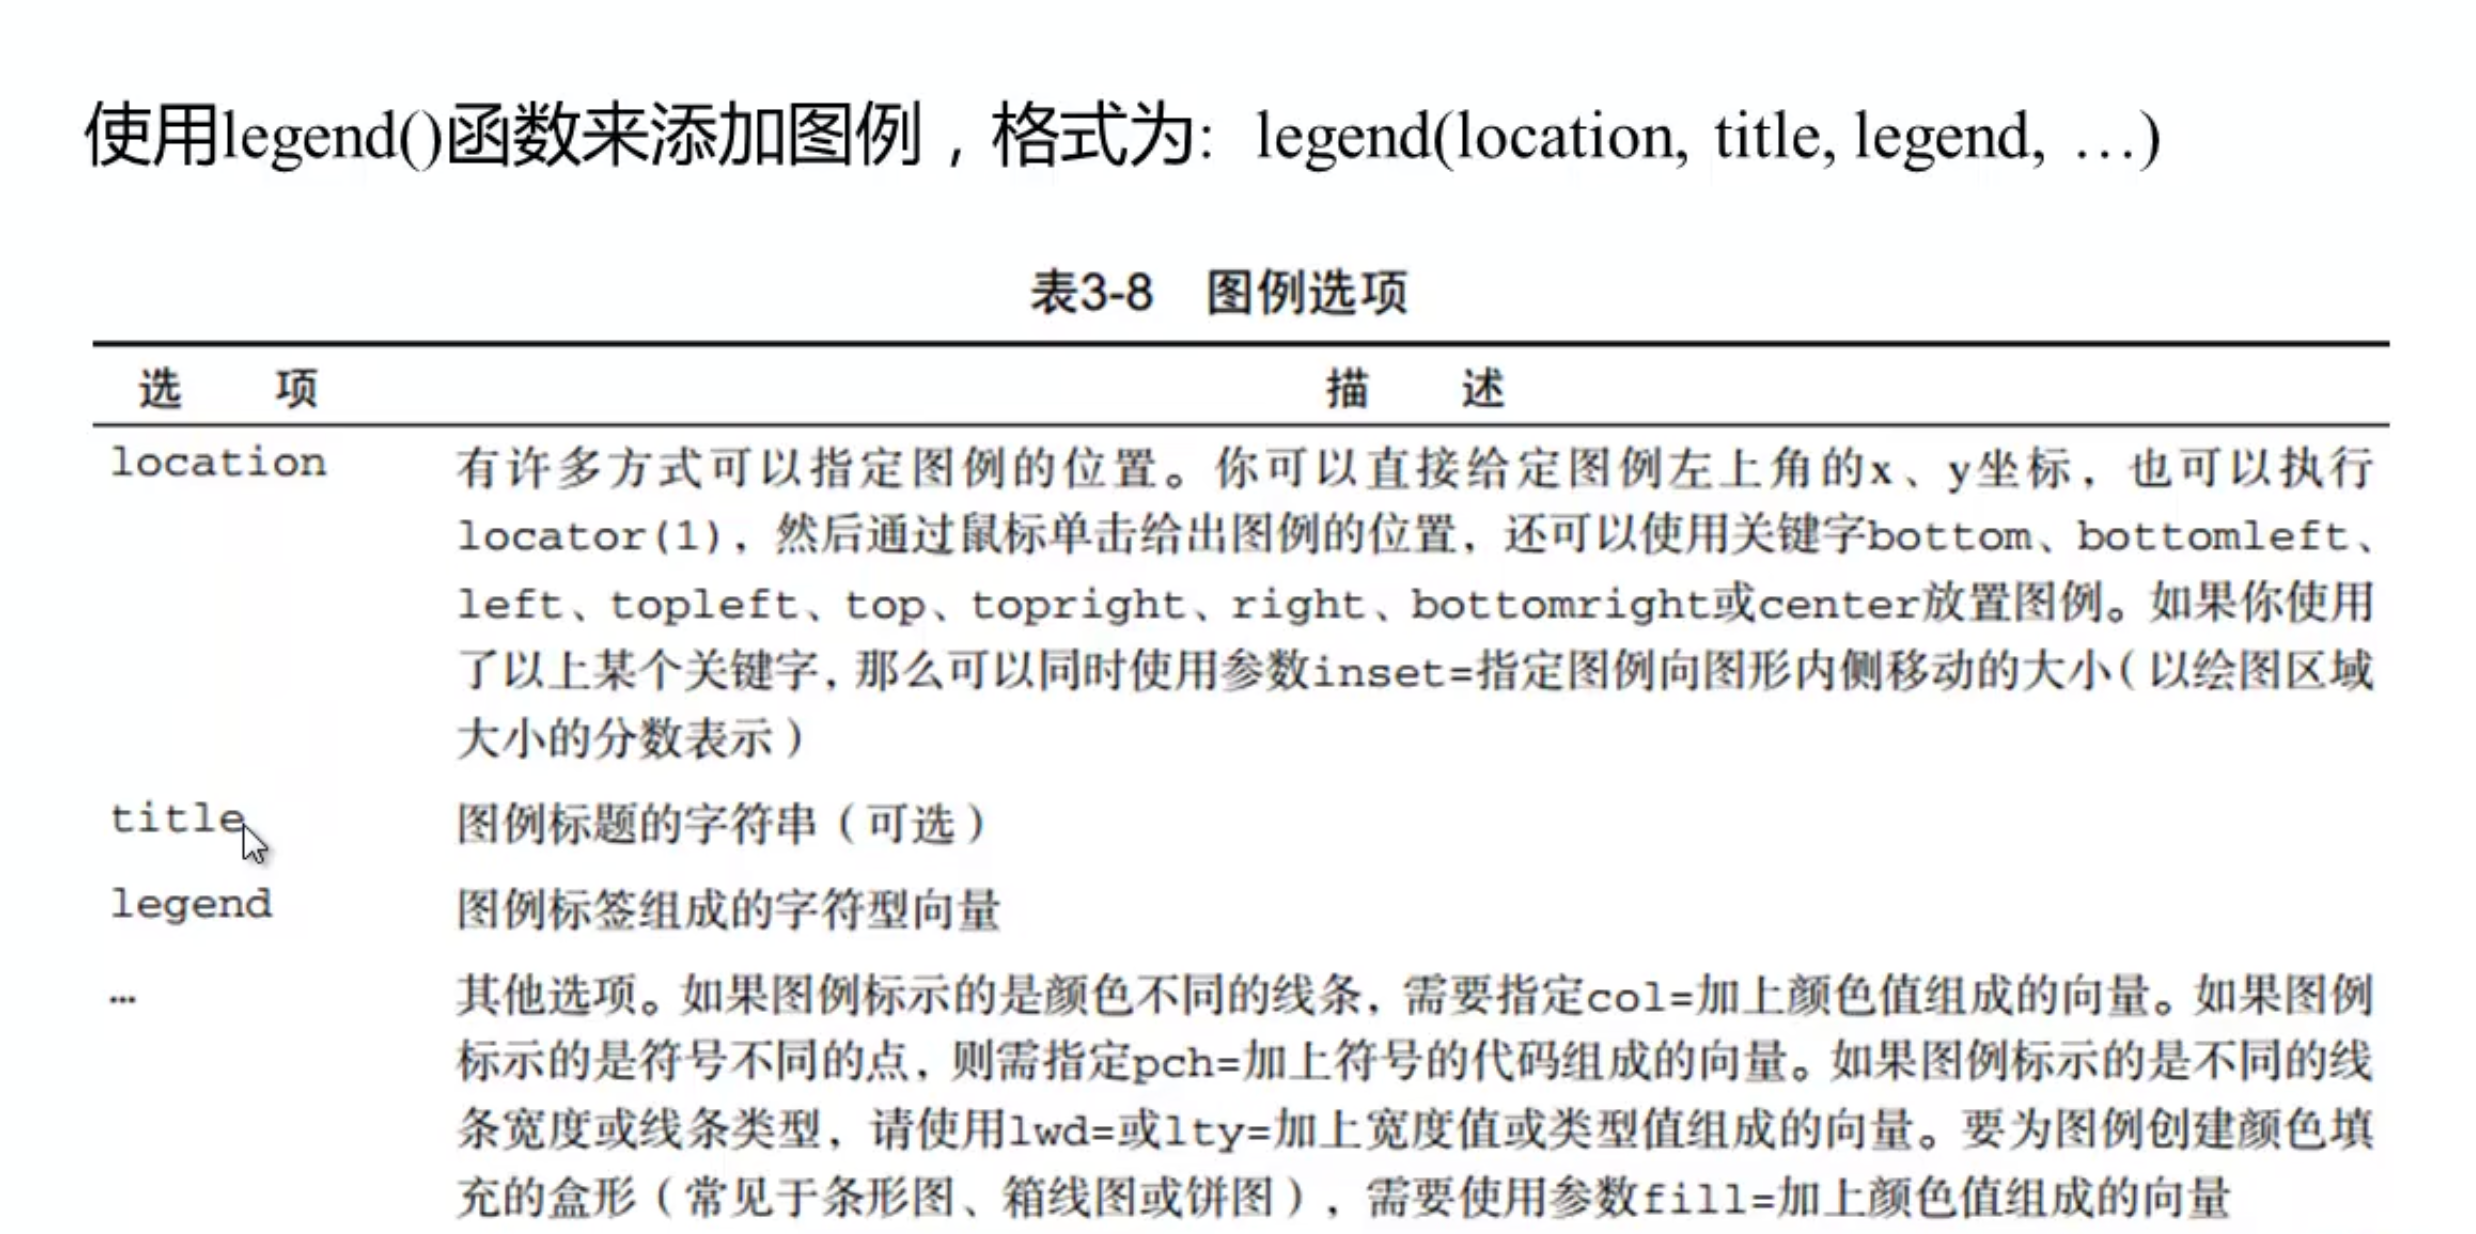 使用legend()函数来添加图例，格式为: legend(location, title, legend, …)
表3-8 图例选项
选 项 描 述
location 有许多方式可以指定图例的位置。你可以直接给定图例左上角的x、y坐标，也可以执行
locator(1)，然后通过鼠标单击给出图例的位置，还可以使用关键字bottom、bottomleft、
left、topleft、top、topright、right、bottomright或center放置图例。如果你使用
了以上某个关键字，那么可以同时使用参数inset=指定图例向图形内侧移动的大小（以绘图区域
大小的分数表示）
title 图例标题的字符串（可选）
legend 图例标签组成的字符型向量
… 其他选项。如果图例标示的是颜色不同的线条，需要指定col=加上颜色值组成的向量。如果图例
标示的是符号不同的点，则需指定pch=加上符号的代码组成的向量。如果图例标示的是不同的线
条宽度或线条类型，请使用lwd=或lty=加上宽度值或类型值组成的向量。要为图例创建颜色填
充的盒形（常见于条形图、箱线图或饼图），需要使用参数fill=加上颜色值组成的向量